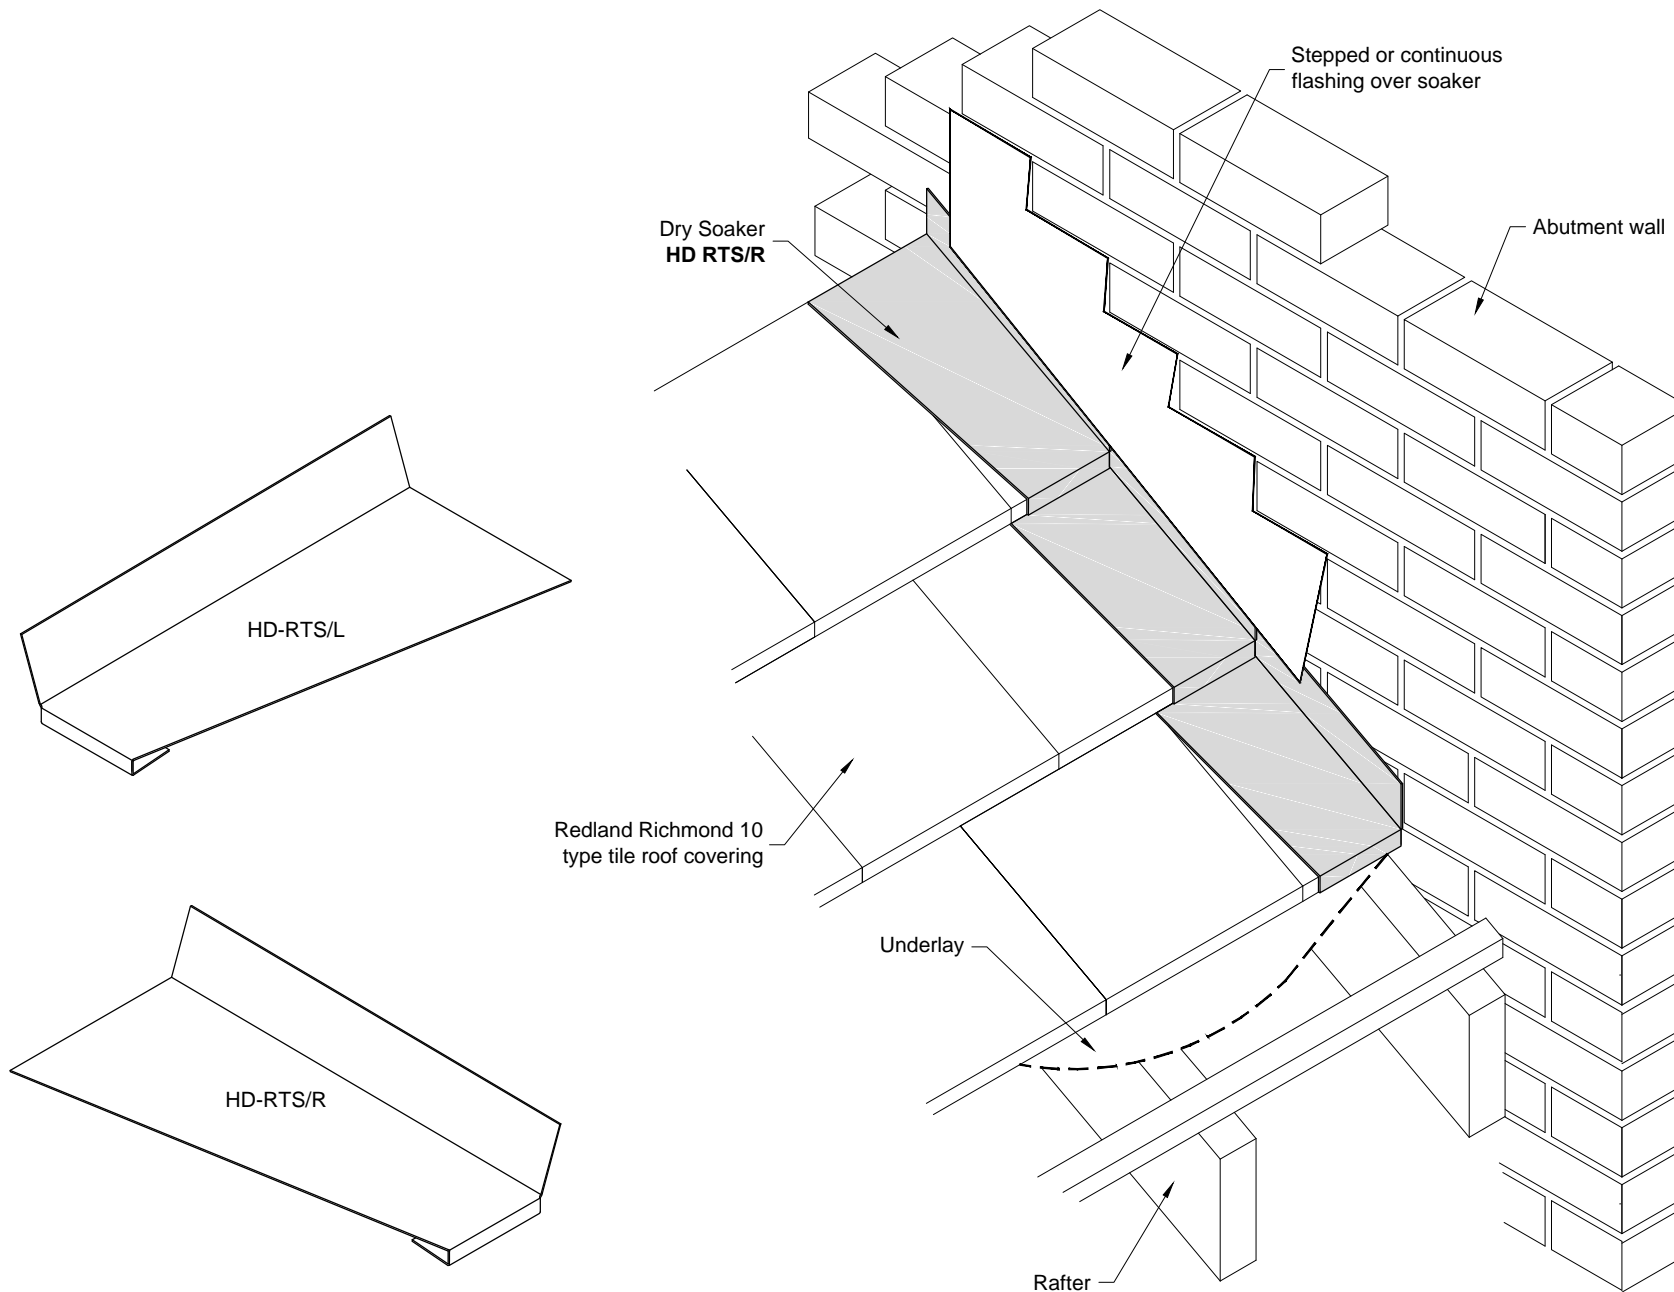 Stepped or continuous
flashing over soaker
Dry Soaker
HD RTS/R
Abutment wall
HD-RTS/L
Redland Richmond 10
type tile roof covering
Underlay
HD-RTS/R
Rafter